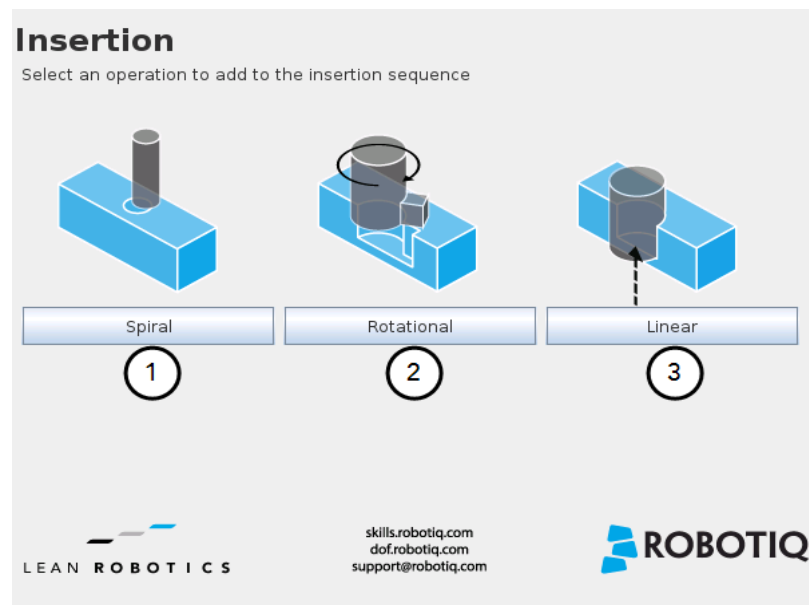 Insertion
Select an operation to add to the insertion sequence
Spiral
Rotational
Linear
1
2
3
LEAN ROBOTICS
skills.robotiq.com
dof.robotiq.com
support@robotiq.com
ROBOTIQ